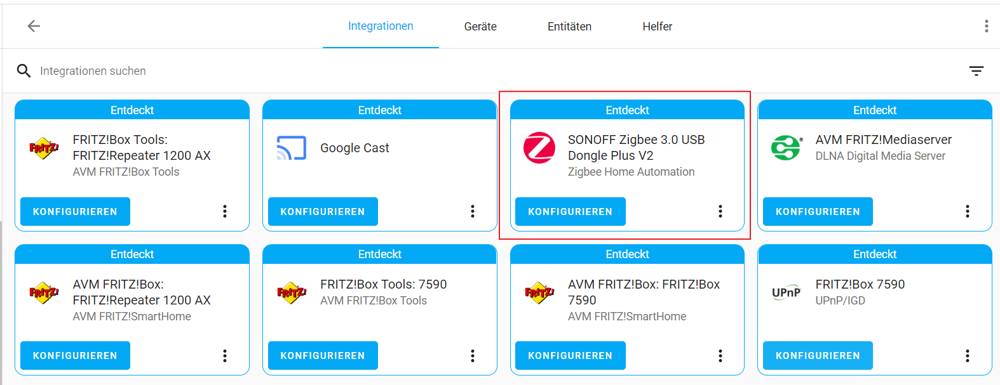 Integrationen
Geräte
Entitäten
Helfer
Integrationen suchen
Entdeckt
FRITZ!
FRITZ!Box Tools:
FRITZ!Repeater 1200 AX
AVM FRITZ!Box Tools
KONFIGURIEREN
Entdeckt
Google Cast
KONFIGURIEREN
Entdeckt
SONOFF Zigbee 3.0 USB
Dongle Plus V2
Zigbee Home Automation
KONFIGURIEREN
Entdeckt
®
AVM FRITZ!Mediaserver
DLNA Digital Media Server
KONFIGURIEREN
Entdeckt
FRITZ!
AVM FRITZ!Box:
FRITZ!Repeater 1200 AX
AVM FRITZ!SmartHome
KONFIGURIEREN
Entdeckt
FRITZ!
FRITZ!Box Tools: 7590
AVM FRITZ!Box Tools
KONFIGURIEREN
Entdeckt
FRITZ!
AVM FRITZ!Box: FRITZ!Box
7590
AVM FRITZ!SmartHome
KONFIGURIEREN
Entdeckt
UPnP
FRITZ!Box 7590
UPnP/IGD
KONFIGURIEREN